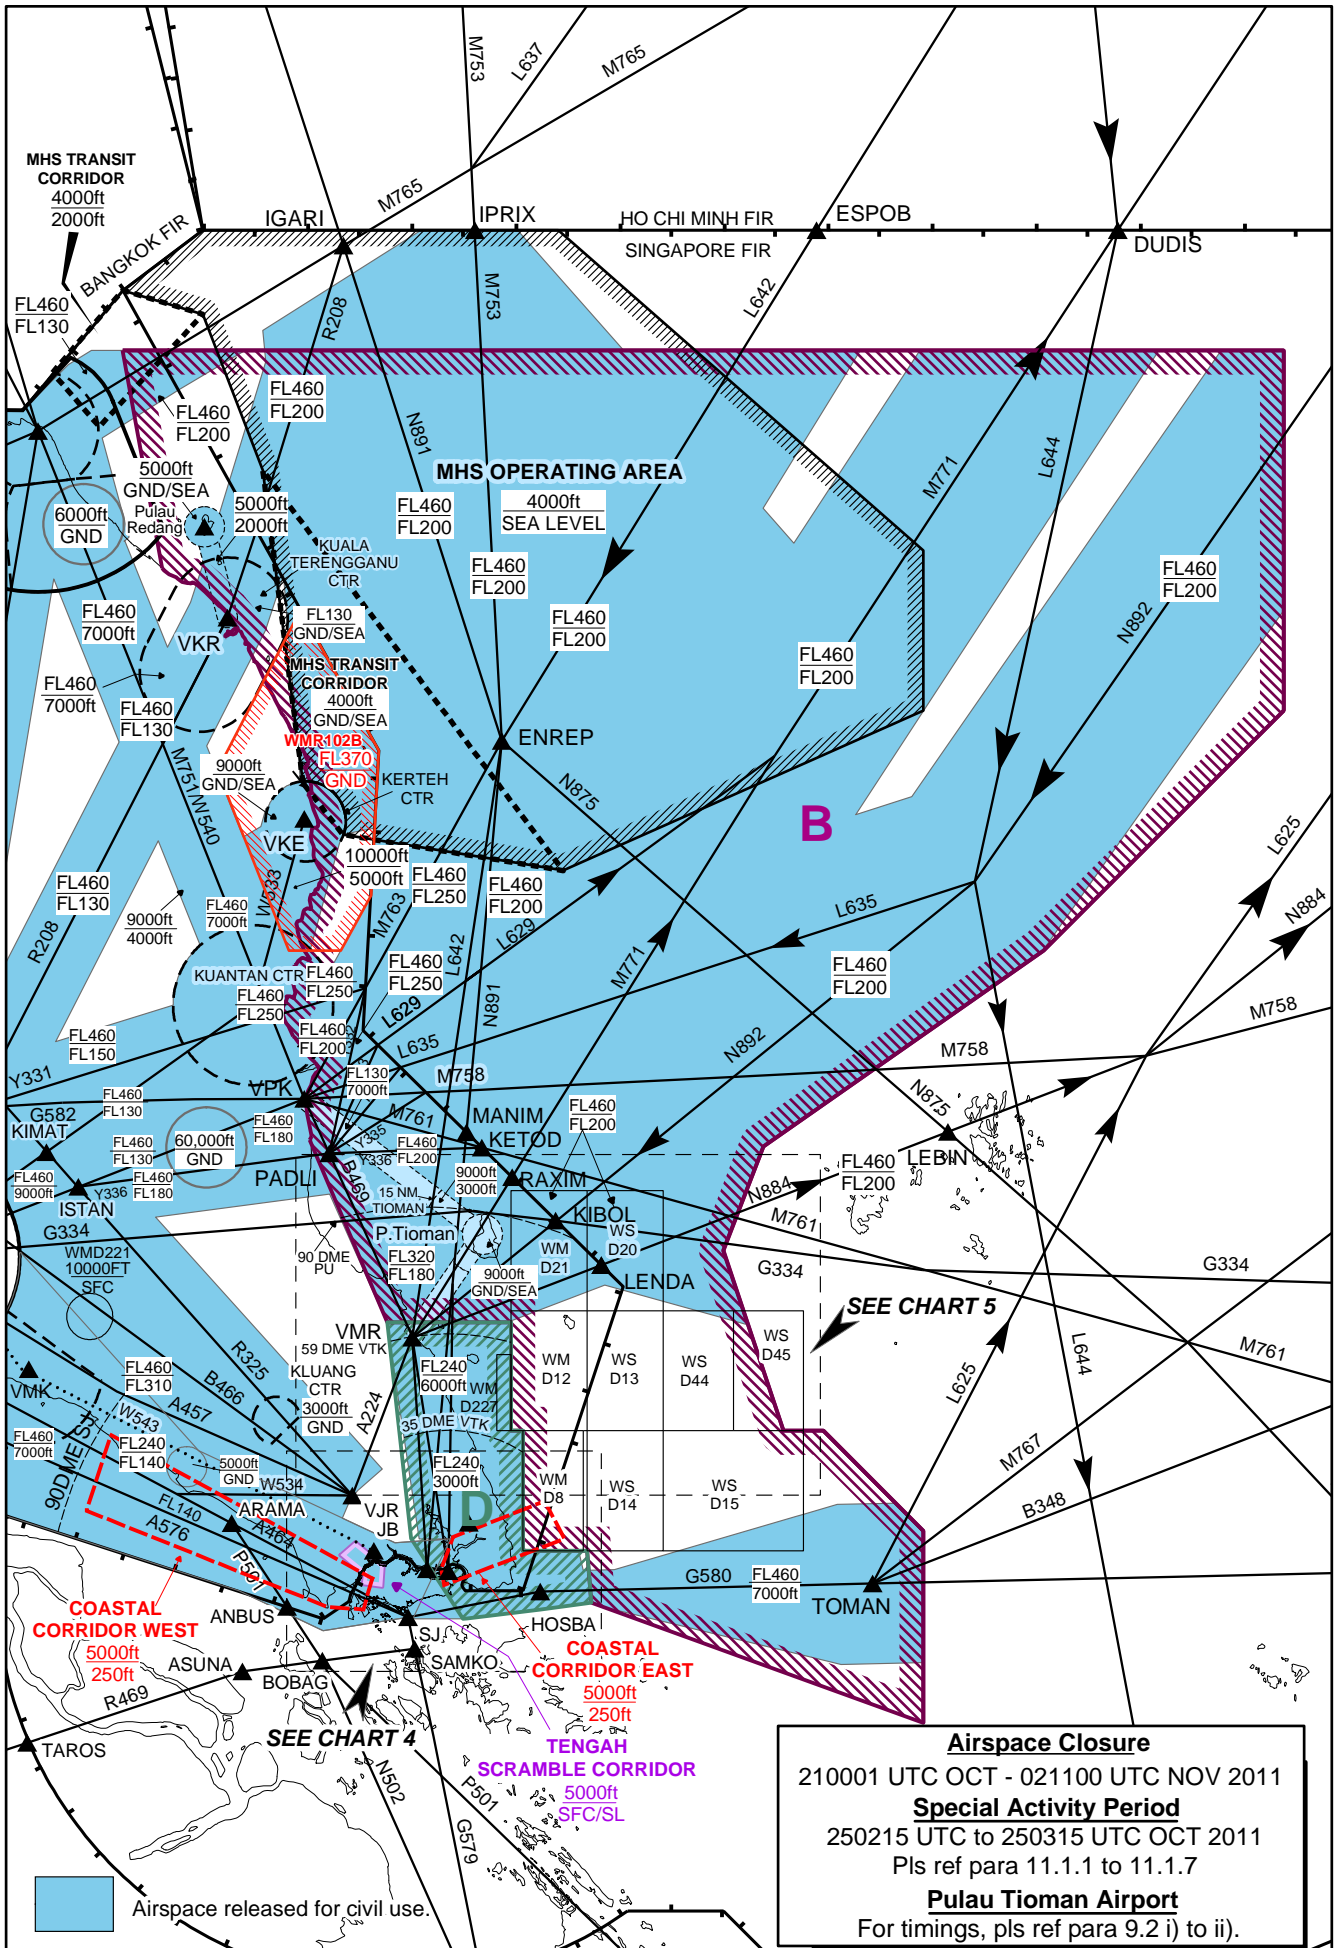 M753
L637
M765
MHS TRANSIT
CORRIDOR
4000ft
2000ft
BANGKOK FIR
M765
IGARI
IPRIX
HO CHI MINH FIR
SINGAPORE FIR
ESPOB
DUDIS
FL460
FL130
R208
M753
L642
FL460
FL200
FL460
FL200
N891
MHS OPERATING AREA
4000ft
SEA LEVEL
M771
L644
5000ft
GND/SEA
Pulau
Redang
6000ft
GND
5000ft
2000ft
FL460
FL200
KUALA
TERENGGANU
CTR
FL460
FL200
FL460
FL200
N892
FL460
7000ft
FL130
GND/SEA
FL460
FL200
VKR
MHS TRANSIT
CORRIDOR
4000ft
GND/SEA
FL460
FL200
FL460
7000ft
FL460
FL130
WMR102B
FL370
GND
ENREP
M751/W540
9000ft
GND/SEA
KERTEH
CTR
N875
B
VKE
10000ft
5000ft
L625
FL460
FL130
W533
FL460
FL250
FL460
FL200
FL460
7000ft
9000ft
4000ft
M763
L635
N884
R208
L629
L642
M771
KUANTAN CTR
FL460
FL250
FL460
FL250
FL460
FL200
FL460
FL250
N891
L629
M758
FL460
FL200
N892
FL460
FL150
L635
M758
Y331
VPK
FL130
7000ft
M758
N875
G582
KIMAT
FL460
FL130
M761
MANIM
KETOD
FL460
FL200
FL460
FL180
60,000ft
GND
FL460
FL130
Y335
Y336
FL460
FL200
LEBIN
PADLI
B469
9000ft
3000ft
RAXIM
FL460
FL200
FL460
9000ft
ISTAN
Y336
FL460
FL180
15 NM
TIOMAN
N884
M761
G334
P.Tioman
KIBOL
WS
D20
WM
D21
WMD221
10000FT
SFC
90 DME
PU
FL320
FL180
9000ft
GND/SEA
LENDA
G334
G334
SEE CHART 5
VMR
59 DME VTK
M761
R325
KLUANG
CTR
3000ft
GND
FL240
6000ft
WM
D227
WM
D12
WS
D13
WS
D44
WS
D45
L644
VMK
FL460
FL310
B466
A457
A224
35 DME VTK
L625
W543
FL460
7000ft
FL240
FL140
5000ft
GND
M767
90DME SJ
W534
FL240
3000ft
WM
D8
WS
D14
WS
D15
B348
FL140
ARAMA
VJR
JB
D
A576
A464
P501
G580
FL460
7000ft
TOMAN
COASTAL
CORRIDOR WEST
5000ft
250ft
ANBUS
HOSBA
SJ
SAMKO
ASUNA
BOBAG
COASTAL
CORRIDOR EAST
5000ft
250ft
R469
TAROS
SEE CHART 4
TENGAH
SCRAMBLE CORRIDOR
5000ft
SFC/SL
N502
P501
G579
Airspace Closure
210001 UTC OCT - 021100 UTC NOV 2011
Special Activity Period
250215 UTC to 250315 UTC OCT 2011
Pls ref para 11.1.1 to 11.1.7
Pulau Tioman Airport
For timings, pls ref para 9.2 i) to ii).
Airspace released for civil use.